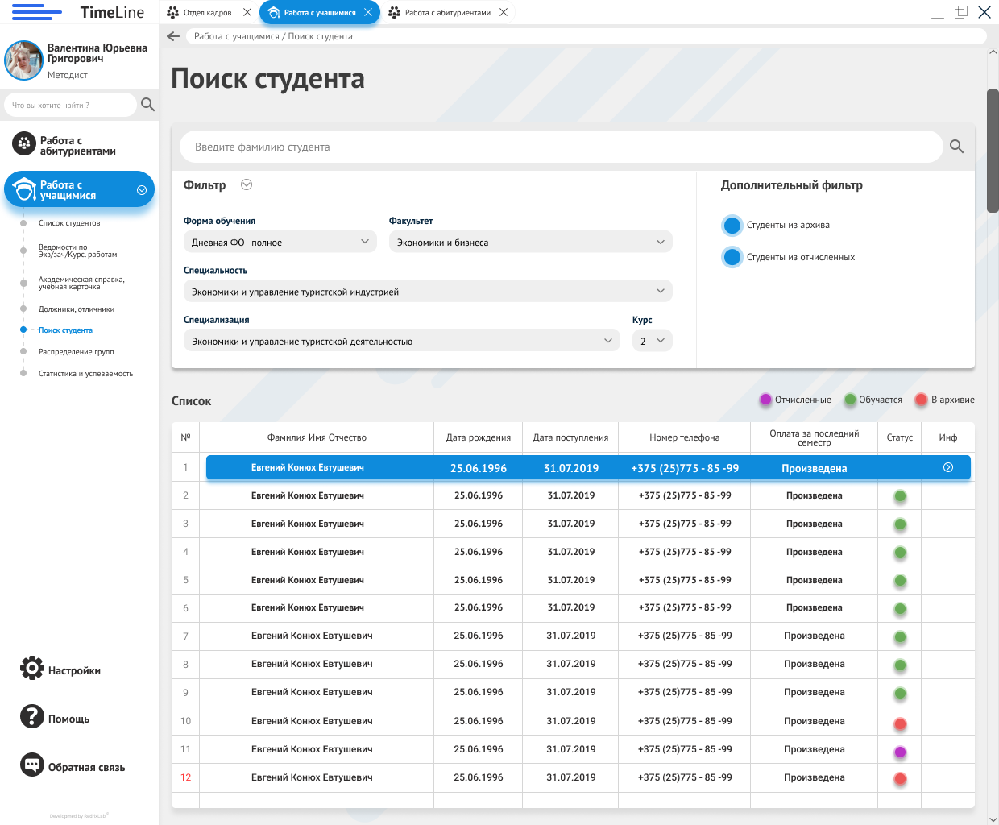 TimeLine
Отдел кадров
Работа с учащимися
Работа с абитуриентами
Работа с учащимися / Поиск студента
Валентина Юрьевна
Григорович
Методист
Что вы хотите найти ?
Работа с
абитуриентами
Работа с
учащимися
Список студентов
Ведомости по
Экз/зач/Курс. работам
Академическая справка,
учебная карточка
Должники, отличники
Поиск студента
Распределение групп
Статистика и успеваемость
Настройки
Помощь
Обратная связь
Developed by RedrixLab ®
Поиск студента
Введите фамилию студента
Фильтр
Дополнительный фильтр
Форма обучения
Факультет
Дневная ФО - полное
Экономики и бизнеса
Студенты из архива
Студенты из отчисленных
Специальность
Экономики и управление туристской индустрией
Специализация
Курс
Экономики и управление туристской деятельностью
2
Список
Отчисленные
Обучается
В архивие
№ Фамилия Имя Отчество Дата рождения Дата поступления Номер телефона Оплата за последний семестр Статус Инф
1 Евгений Конюх Евтушевич 25.06.1996 31.07.2019 +375 (25)775 - 85 -99 Произведена
2 Евгений Конюх Евтушевич 25.06.1996 31.07.2019 +375 (25)775 - 85 -99 Произведена
3 Евгений Конюх Евтушевич 25.06.1996 31.07.2019 +375 (25)775 - 85 -99 Произведена
4 Евгений Конюх Евтушевич 25.06.1996 31.07.2019 +375 (25)775 - 85 -99 Произведена
5 Евгений Конюх Евтушевич 25.06.1996 31.07.2019 +375 (25)775 - 85 -99 Произведена
6 Евгений Конюх Евтушевич 25.06.1996 31.07.2019 +375 (25)775 - 85 -99 Произведена
7 Евгений Конюх Евтушевич 25.06.1996 31.07.2019 +375 (25)775 - 85 -99 Произведена
8 Евгений Конюх Евтушевич 25.06.1996 31.07.2019 +375 (25)775 - 85 -99 Произведена
9 Евгений Конюх Евтушевич 25.06.1996 31.07.2019 +375 (25)775 - 85 -99 Произведена
10 Евгений Конюх Евтушевич 25.06.1996 31.07.2019 +375 (25)775 - 85 -99 Произведена
11 Евгений Конюх Евтушевич 25.06.1996 31.07.2019 +375 (25)775 - 85 -99 Произведена
12 Евгений Конюх Евтушевич 25.06.1996 31.07.2019 +375 (25)775 - 85 -99 Произведена